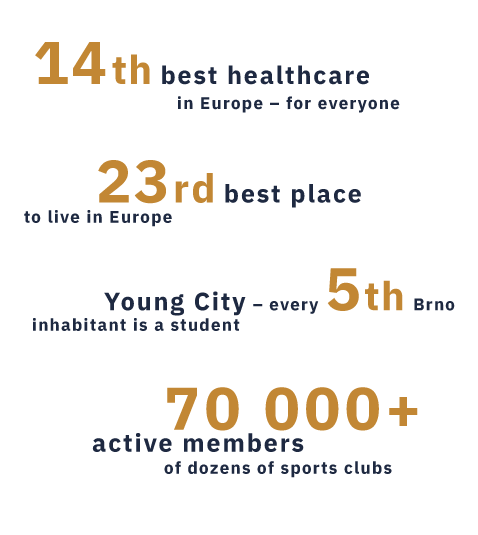 14th best healthcare
in Europe – for everyone
23rd best place
to live in Europe
Young City – every 5th Brno
inhabitant is a student
70 000+
active members
of dozens of sports clubs